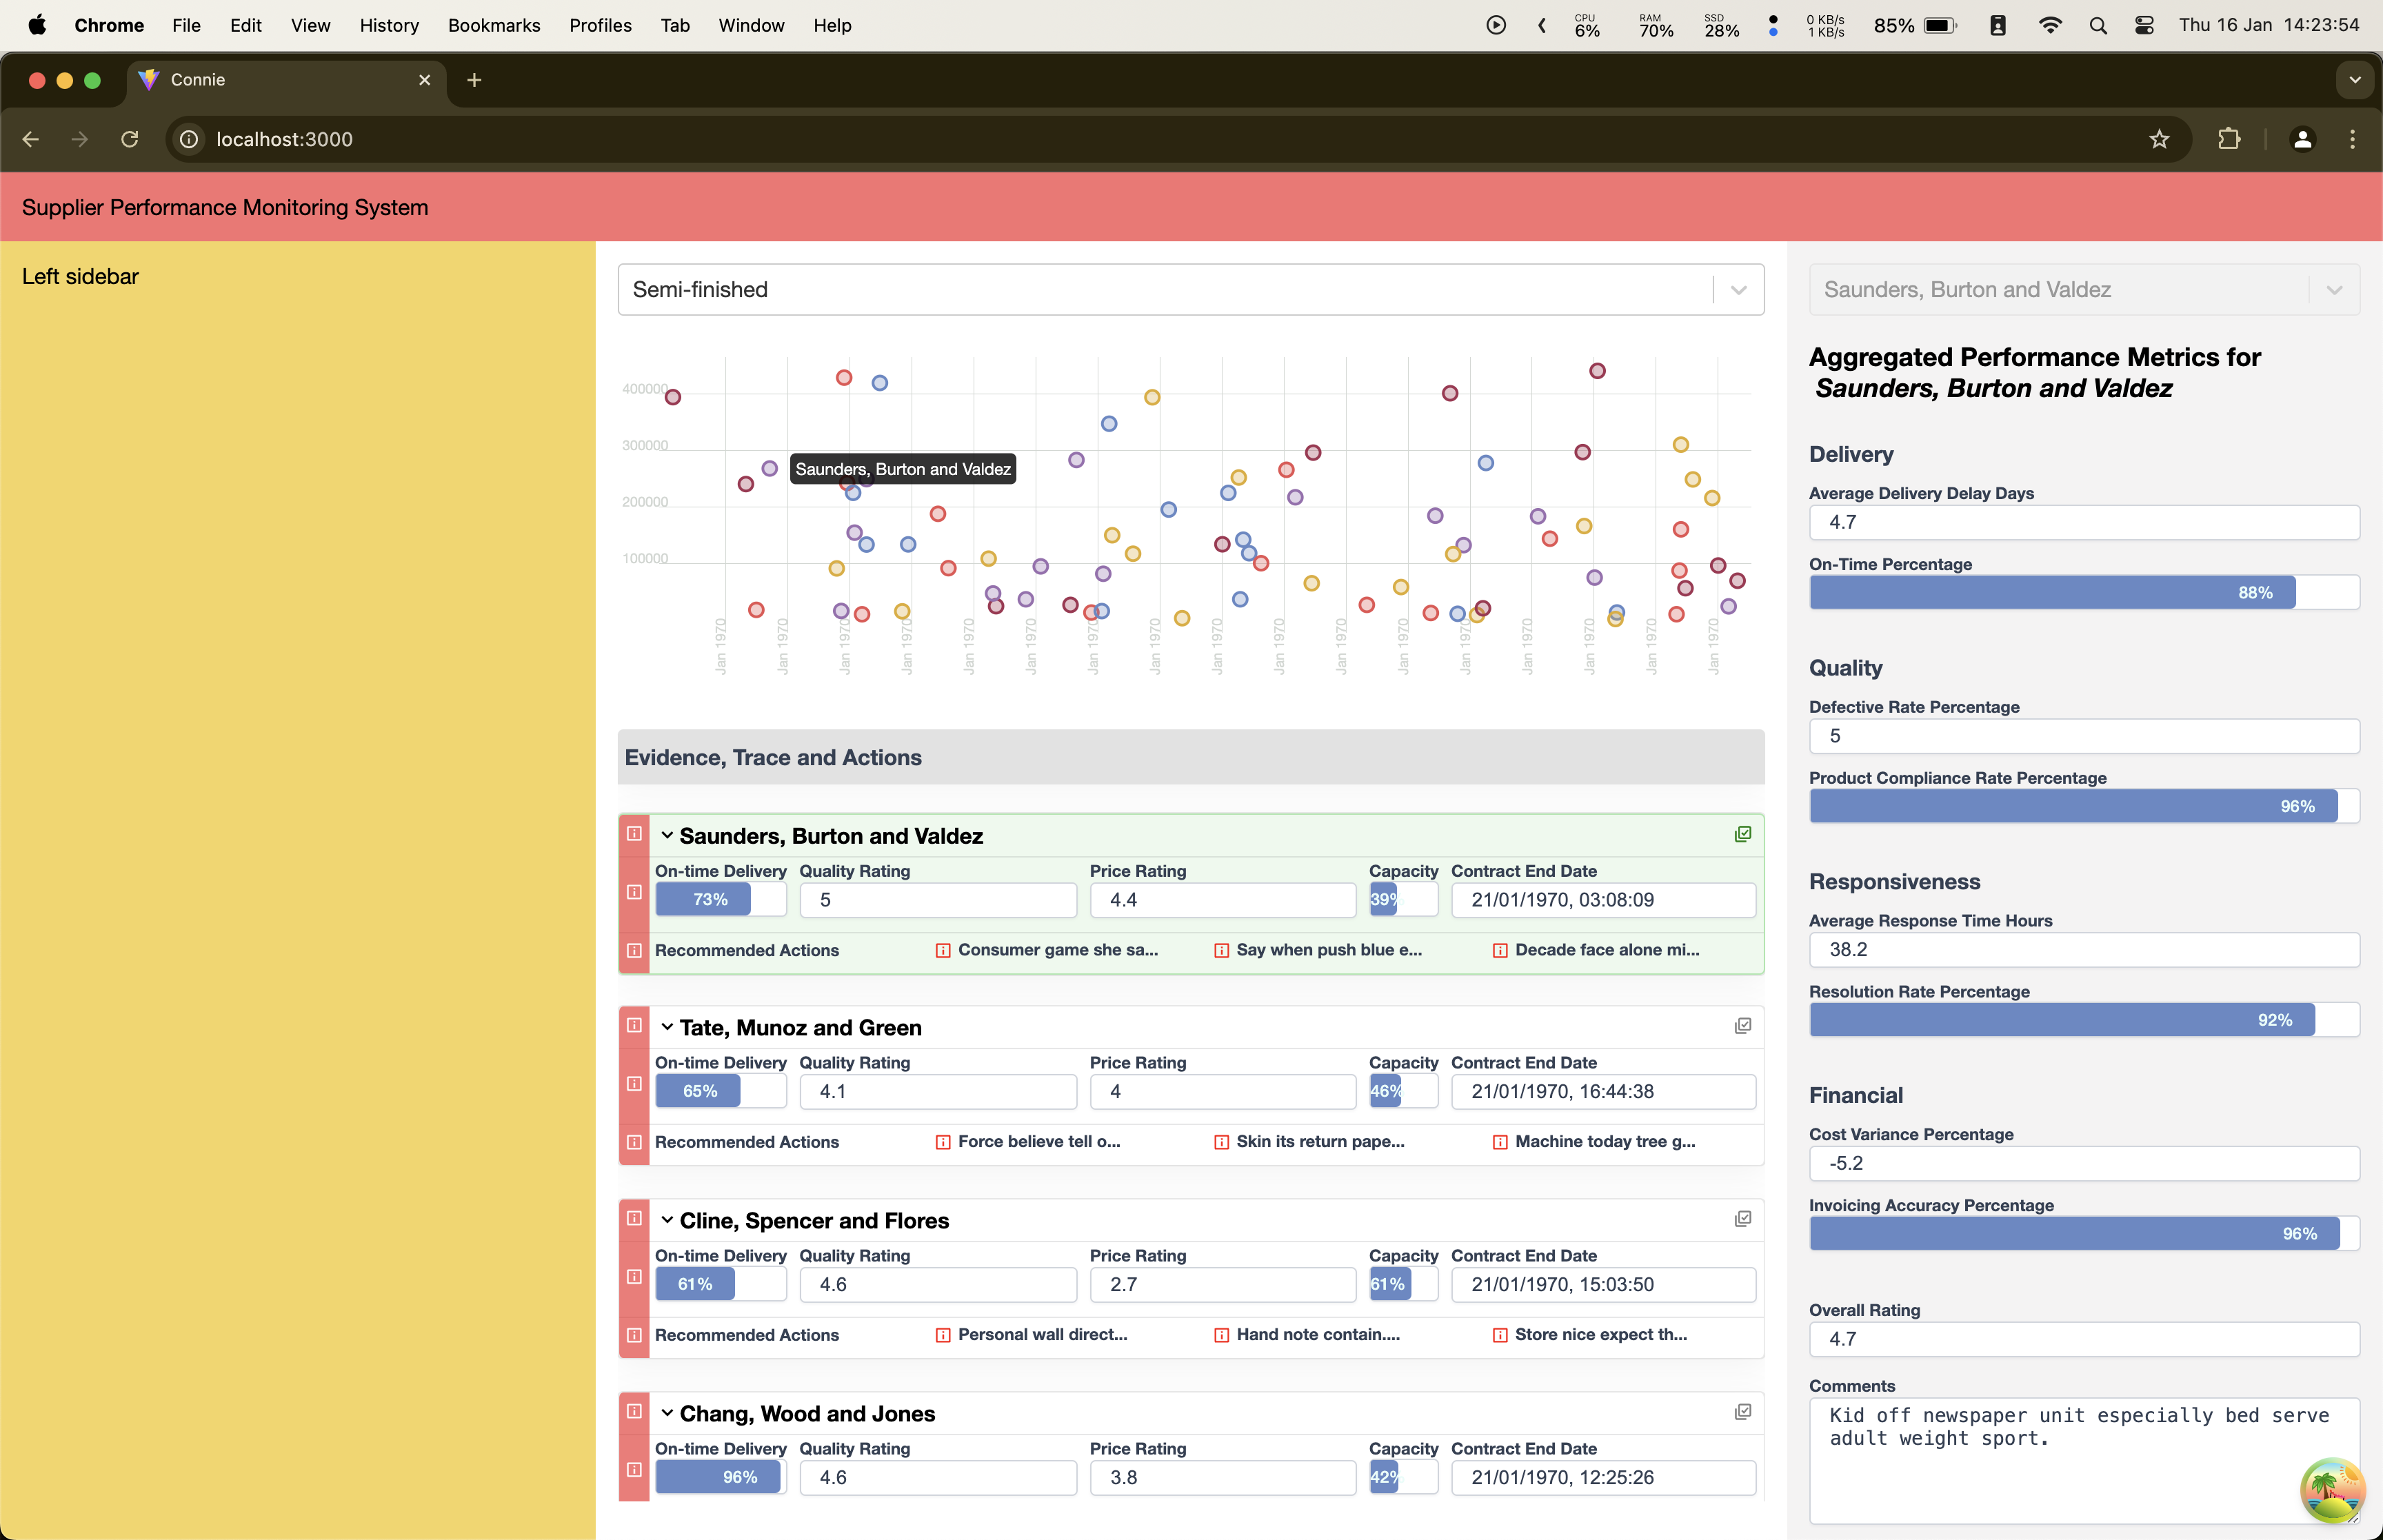 Chrome File Edit View History Bookmarks Profiles Tab Window Help CPU 6% RAM 70% SSD 28% 0 KB/s 1 KB/s 85% Thu 16 Jan 14:23:54
Connie
localhost:3000
Supplier Performance Monitoring System
Left sidebar
Semi-finished
400000
300000
200000
100000
Saunders, Burton and Valdez
Jan 1970 Jan 1970 Jan 1970 Jan 1970 Jan 1970 Jan 1970 Jan 1970 Jan 1970 Jan 1970 Jan 1970 Jan 1970 Jan 1970 Jan 1970 Jan 1970 Jan 1970 Jan 1970 Jan 1970
Evidence, Trace and Actions
Saunders, Burton and Valdez
On-time Delivery Quality Rating Price Rating Capacity Contract End Date
73% 5 4.4 39% 21/01/1970, 03:08:09
Recommended Actions Consumer game she sa... Say when push blue e... Decade face alone mi...
Tate, Munoz and Green
On-time Delivery Quality Rating Price Rating Capacity Contract End Date
65% 4.1 4 46% 21/01/1970, 16:44:38
Recommended Actions Force believe tell o... Skin its return pape... Machine today tree g...
Cline, Spencer and Flores
On-time Delivery Quality Rating Price Rating Capacity Contract End Date
61% 4.6 2.7 61% 21/01/1970, 15:03:50
Recommended Actions Personal wall direct... Hand note contain.... Store nice expect th...
Chang, Wood and Jones
On-time Delivery Quality Rating Price Rating Capacity Contract End Date
96% 4.6 3.8 42% 21/01/1970, 12:25:26
Saunders, Burton and Valdez
Aggregated Performance Metrics for
Saunders, Burton and Valdez
Delivery
Average Delivery Delay Days
4.7
On-Time Percentage
88%
Quality
Defective Rate Percentage
5
Product Compliance Rate Percentage
96%
Responsiveness
Average Response Time Hours
38.2
Resolution Rate Percentage
92%
Financial
Cost Variance Percentage
-5.2
Invoicing Accuracy Percentage
96%
Overall Rating
4.7
Comments
Kid off newspaper unit especially bed serve
adult weight sport.